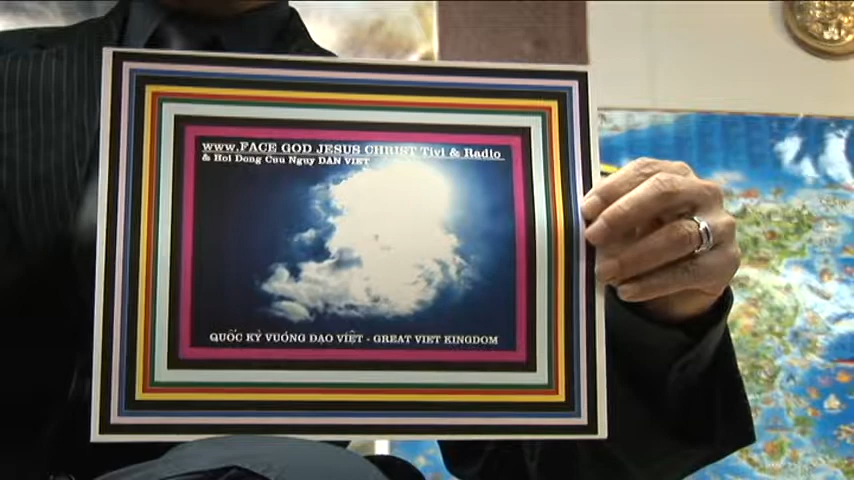 www.FACE GOD JESUS CHRIST Tivi & Radio
& Hoi Dong Cuu Nguy DAN VIET
QUỐC KỲ VUÓNG ĐẠO VIỆT - GREAT VIET KINGDOM